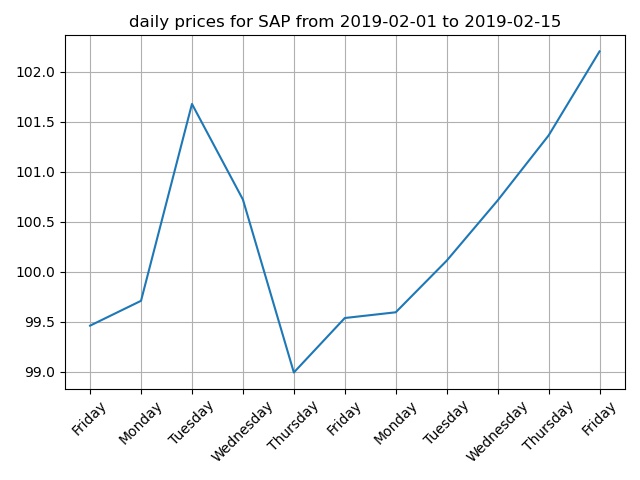 daily prices for SAP from 2019-02-01 to 2019-02-15
102.0
101.5
101.0
100.5
100.0
99.5
99.0
Friday
Monday
Tuesday
Wednesday
Thursday
Friday
Monday
Tuesday
Wednesday
Thursday
Friday